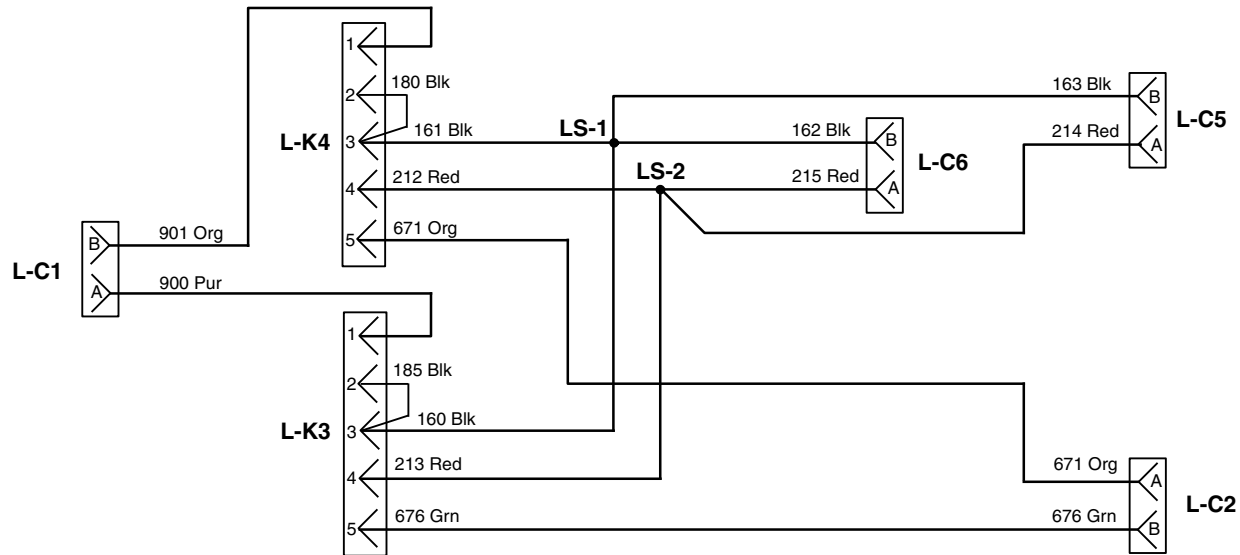 1
180 Blk
2
163 Blk
B
L-K4
161 Blk
LS-1
162 Blk
214 Red
L-C5
3
B
A
LS-2
L-C6
212 Red
215 Red
4
A
901 Org
671 Org
B
5
L-C1
900 Pur
A
1
185 Blk
2
160 Blk
L-K3
3
213 Red
671 Org
4
A
L-C2
676 Grn
676 Grn
5
B